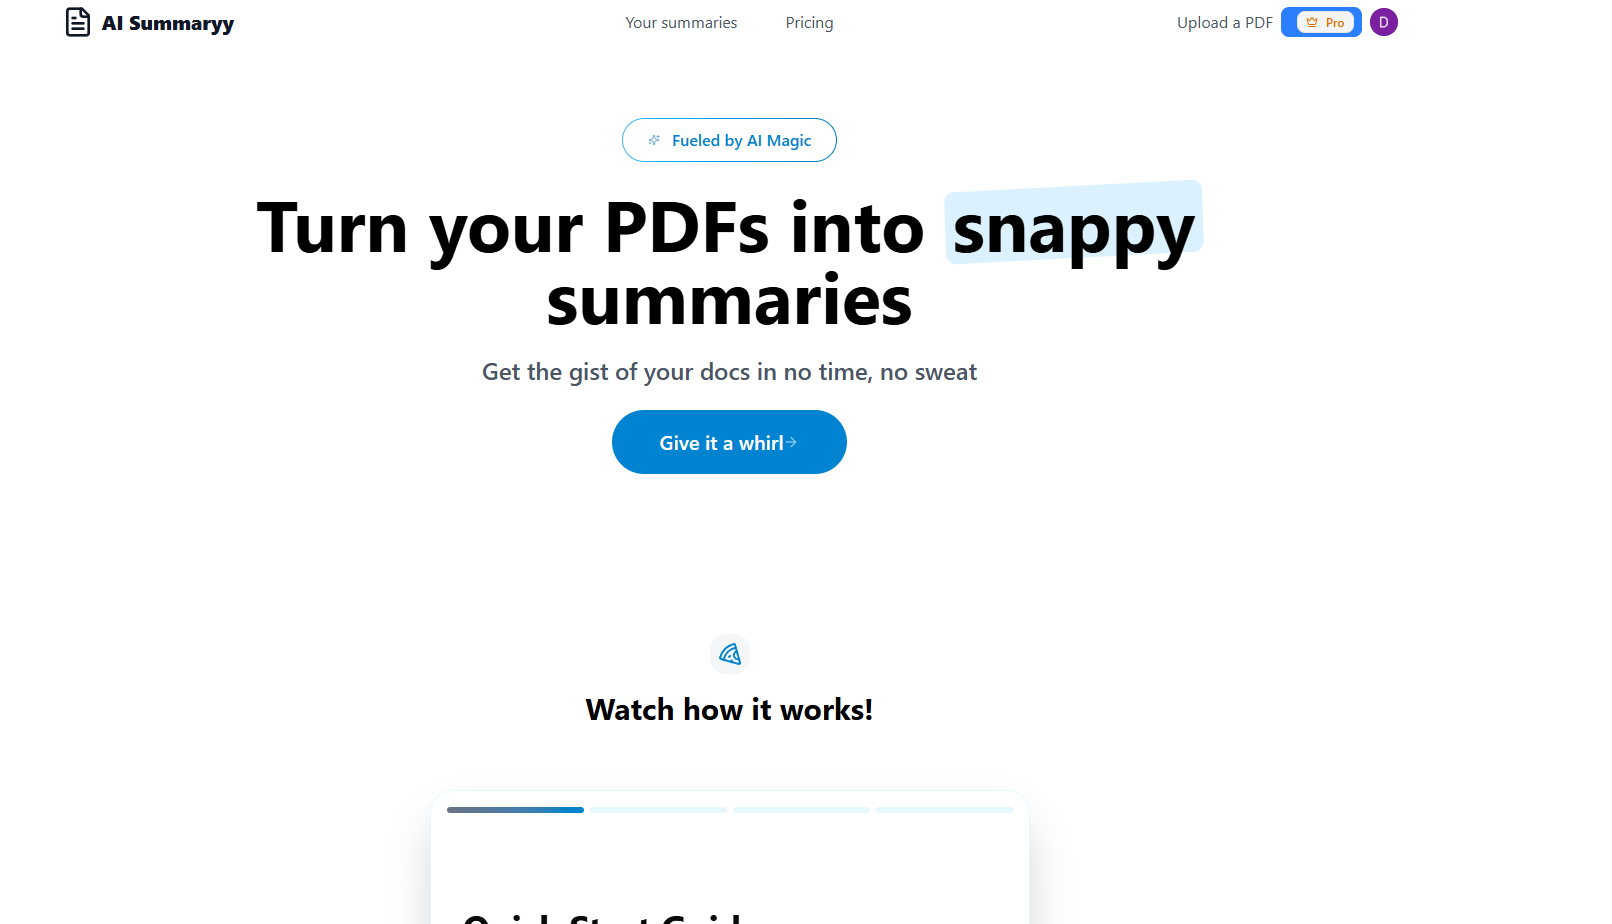 AI Summaryy
Your summaries
Pricing
Upload a PDF
Pro
D
Fueled by AI Magic
Turn your PDFs into snappy
summaries
Get the gist of your docs in no time, no sweat
Give it a whirl→
Watch how it works!